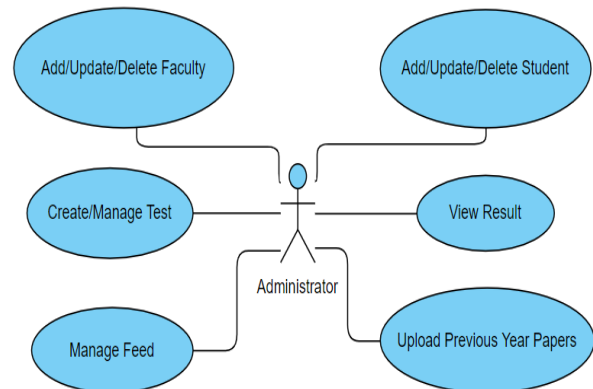 Add/Update/Delete Faculty
Add/Update/Delete Student
Create/Manage Test
View Result
Administrator
Manage Feed
Upload Previous Year Papers